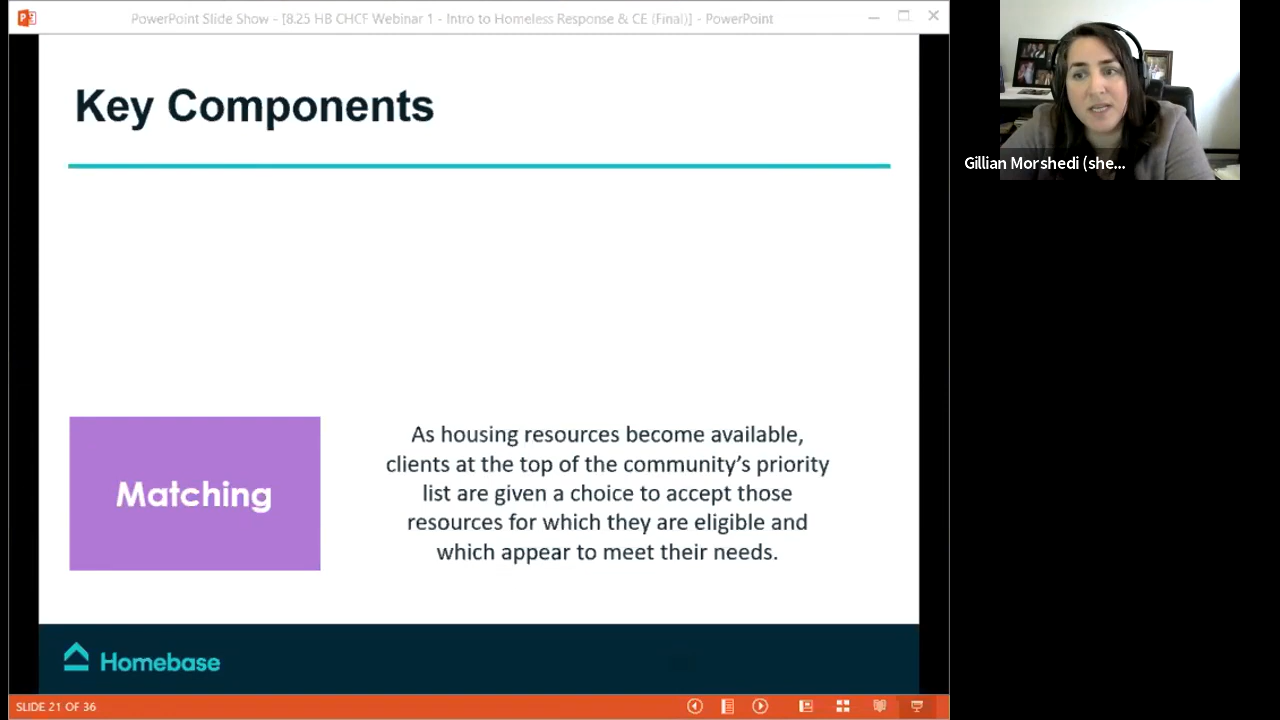 PowerPoint Slide Show - [8.25 HB CHCF Webinar 1 - Intro to Homeless Response & CE (Final)] - PowerPoint
Gillian Morshedi (she...
Key Components
Matching
As housing resources become available,
clients at the top of the community’s priority
list are given a choice to accept those
resources for which they are eligible and
which appear to meet their needs.
Homebase
SLIDE 21 OF 36